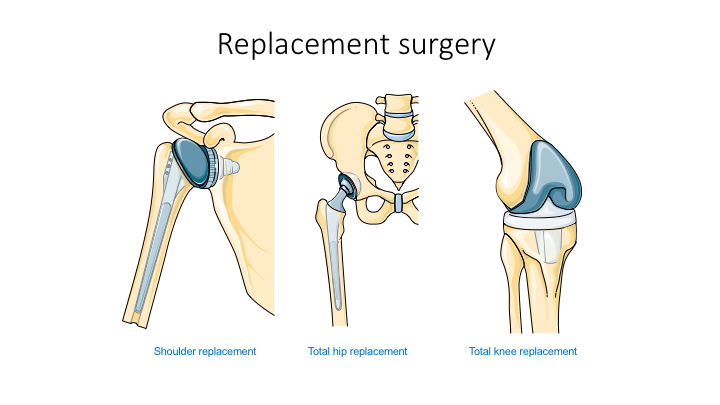 Replacement surgery
Shoulder replacement
Total hip replacement
Total knee replacement